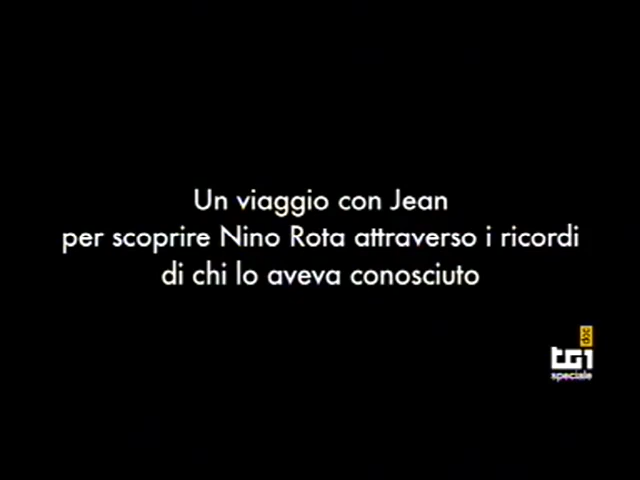 Un viaggio con Jean
per scoprire Nino Rota attraverso i ricordi
di chi lo aveva conosciuto
doc
tg1
speciale